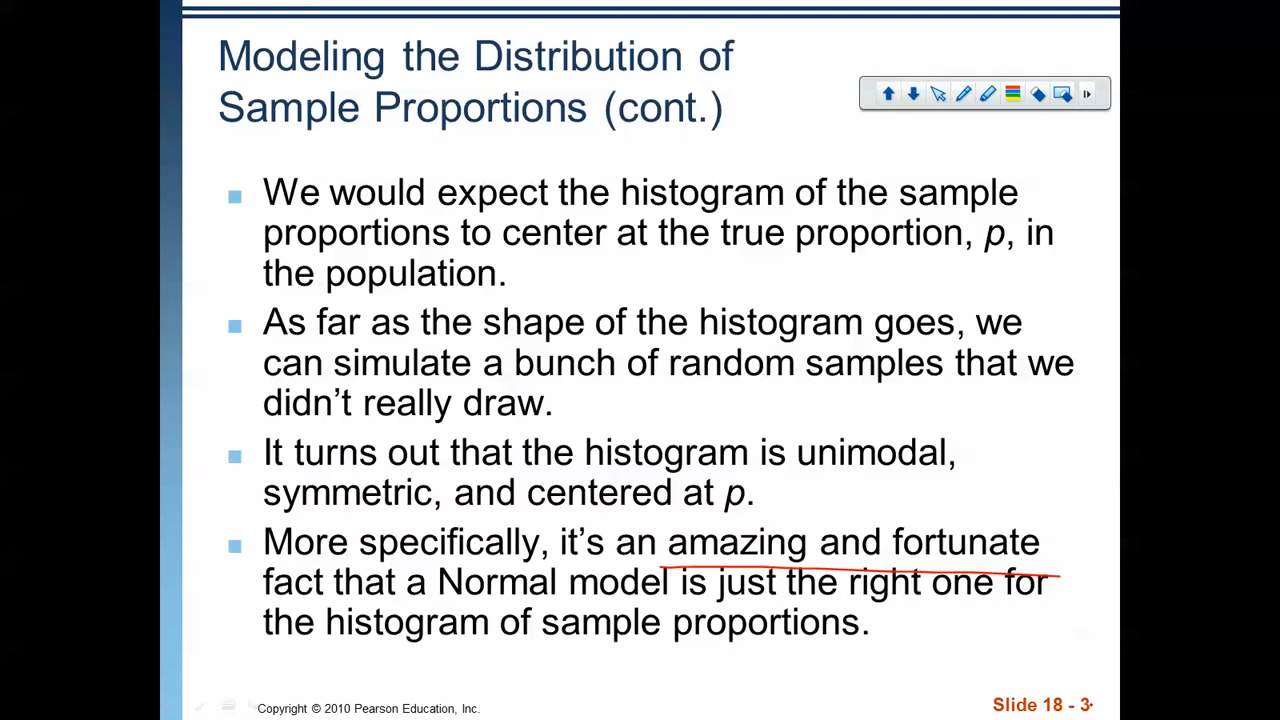 Modeling the Distribution of
Sample Proportions (cont.)
We would expect the histogram of the sample
proportions to center at the true proportion, p, in
the population.
As far as the shape of the histogram goes, we
can simulate a bunch of random samples that we
didn’t really draw.
It turns out that the histogram is unimodal,
symmetric, and centered at p.
More specifically, it’s an amazing and fortunate
fact that a Normal model is just the right one for
the histogram of sample proportions.
Copyright © 2010 Pearson Education, Inc.
Slide 18 - 3